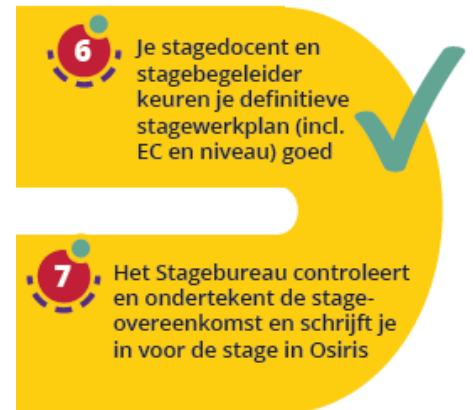 6
Je stagedocent en
stagebegeleider
keuren je definitieve
stagewerkplan (incl.
EC en niveau) goed
7
Het Stagebureau controleert
en ondertekent de stage-
overeenkomst en schrijft je
in voor de stage in Osiris